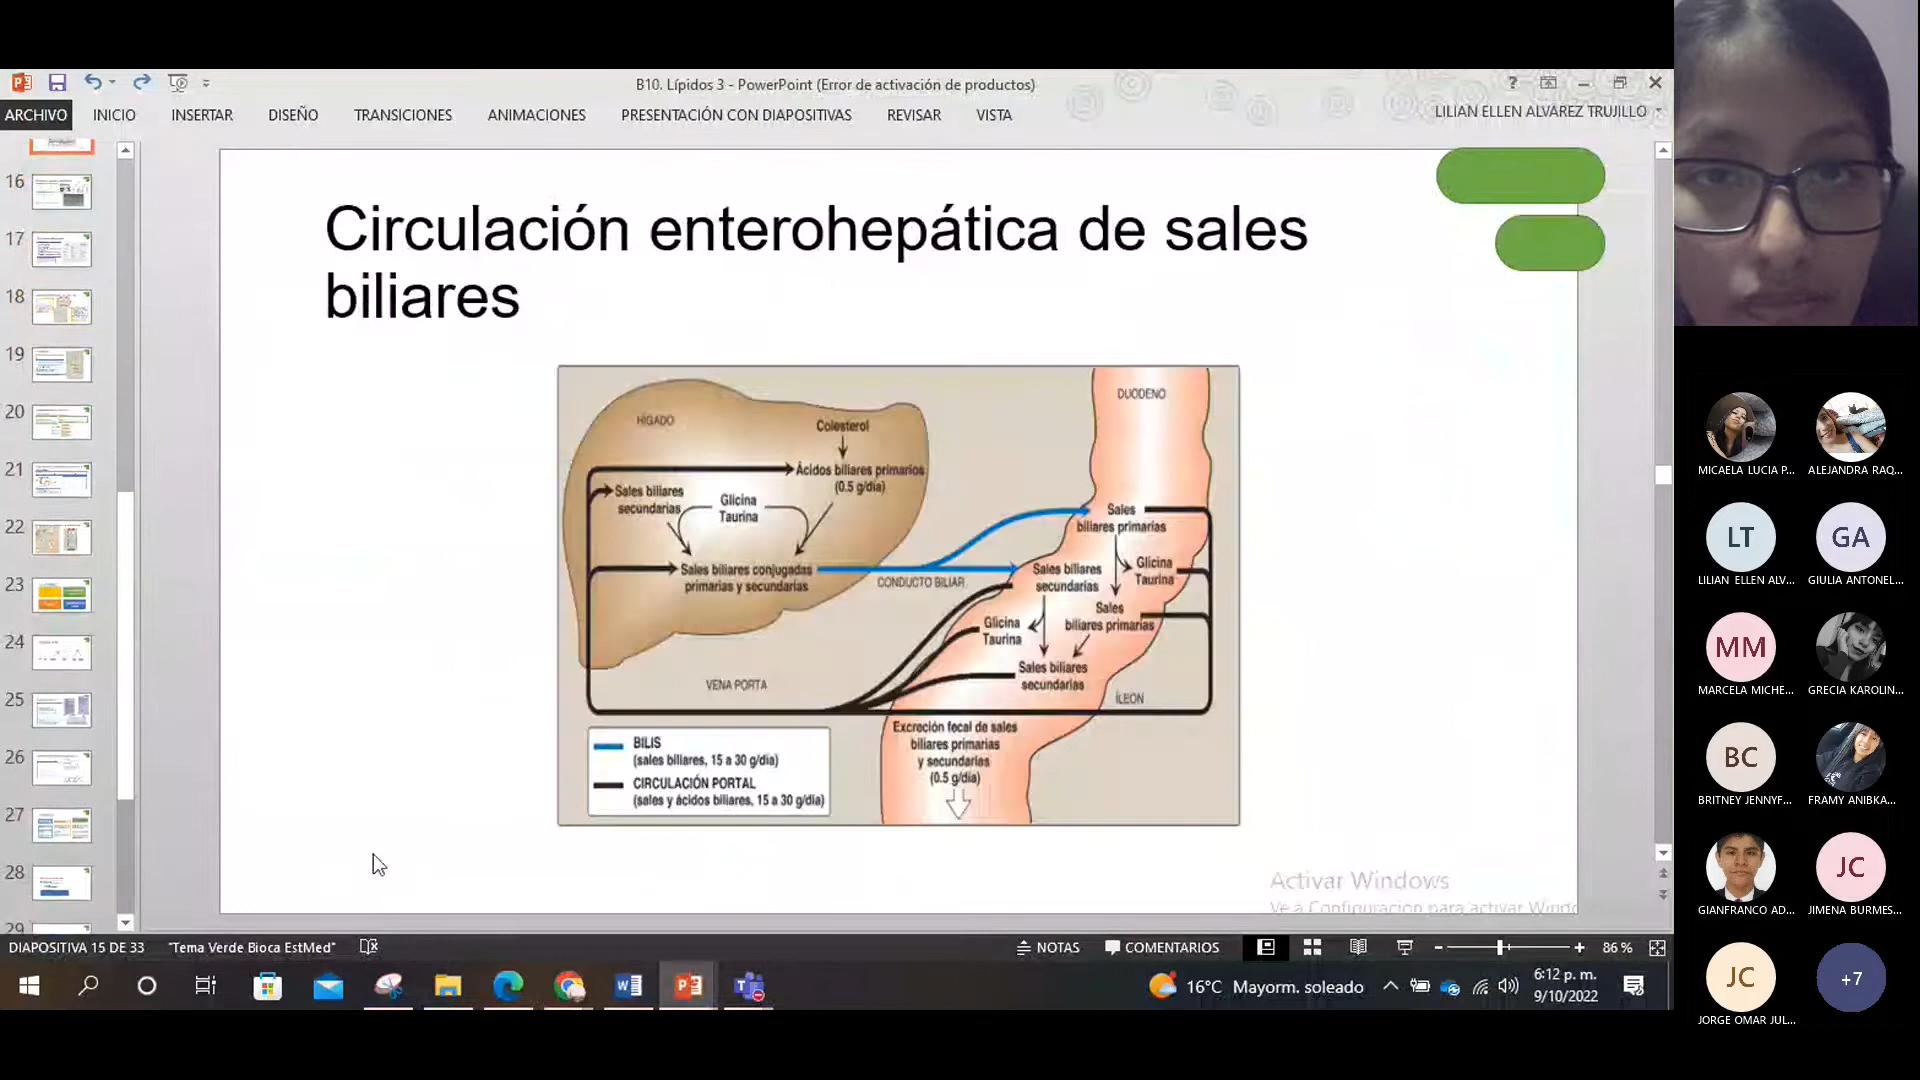 B10. Lípidos 3 - PowerPoint (Error de activación de productos)
?
ARCHIVO INICIO INSERTAR DISEÑO TRANSICIONES ANIMACIONES PRESENTACIÓN CON DIAPOSITIVAS REVISAR VISTA
LILIAN ELLEN ALVAREZ TRUJILLO
16
17
18
19
20
21
22
23
24
25
26
27
28
29
Circulación enterohepática de sales
biliares
HÍGADO
Colesterol
Ácidos biliares primarios
(0.5 g/día)
Sales biliares
secundarias
Glicina
Taurina
Sales biliares conjugadas
primarias y secundarias
CONDUCTO BILIAR
VENA PORTA
DUODENO
Sales
biliares primarias
Glicina
Taurina
Sales biliares
secundarias
Sales
biliares primarias
Glicina
Taurina
Sales biliares
secundarias
ÍLEON
Excreción fecal de sales
biliares primarias
y secundarias
(0.5 g/día)
BILIS
(sales biliares, 15 a 30 g/día)
CIRCULACIÓN PORTAL
(sales y ácidos biliares, 15 a 30 g/día)
Activar Windows
Ve a Configuración para activar Windo
DIAPOSITIVA 15 DE 33 "Tema Verde Bioca EstMed" NOTAS COMENTARIOS 86 %
16°C Mayorm. soleado
6:12 p. m.
9/10/2022
MICAELA LUCIA P... ALEJANDRA RAQ...
LT GA
LILIAN ELLEN ALV... GIULIA ANTONEL...
MM
MARCELA MICHE... GRECIA KAROLIN...
BC
BRITNEY JENNYF... FRAMY ANIBKA...
JC
GIANFRANCO AD... JIMENA BURMES...
JC +7
JORGE OMAR JUL...